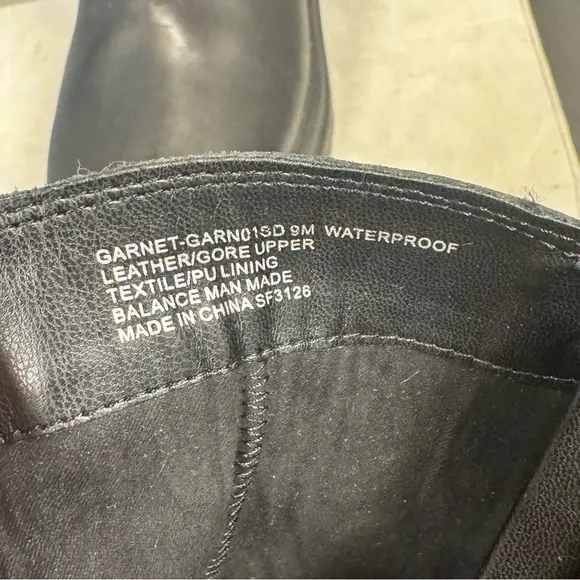 GARNET-GARN01SD 9M WATERPROOF
LEATHER/GORE UPPER
TEXTILE/PU LINING
BALANCE MAN MADE
MADE IN CHINA SF3126